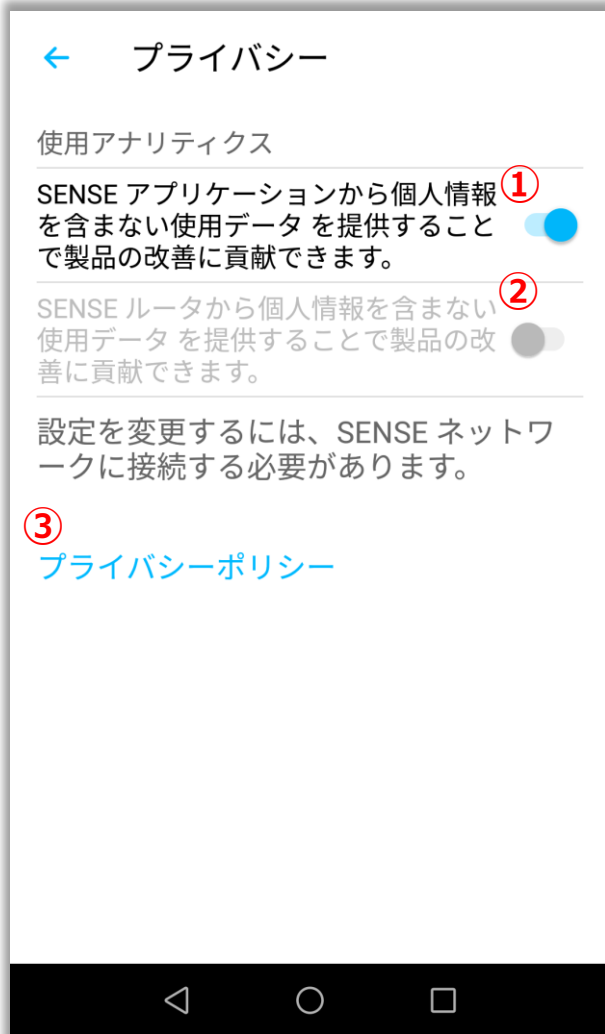 ← プライバシー
使用アナリティクス
SENSE アプリケーションから個人情報 ①
を含まない使用データ を提供すること
で製品の改善に貢献できます。
SENSE ルータから個人情報を含まない ②
使用データ を提供することで製品の改
善に貢献できます。
設定を変更するには、SENSE ネットワ
ークに接続する必要があります。
③
プライバシーポリシー